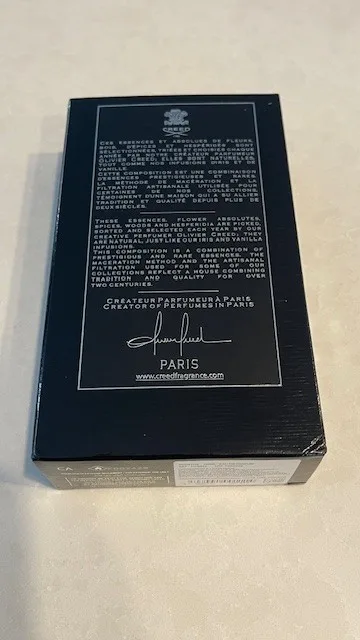 CREED
CES ESSENCES ET ABSOLUES DE FLEURS,
BOIS, ÉPICES ET HESPÉRIDÉS SONT
SÉLECTIONNÉES, TRIÉES ET CHOISIES CHAQUE
ANNÉE PAR NOTRE CRÉATEUR PARFUMEUR
OLIVIER CREED, ELLES SONT NATURELLES,
TOUT COMME NOS INFUSIONS D'IRIS ET DE
VANILLE.
CETTE COMPOSITION EST UNE COMBINAISON
D'ESSENCES PRESTIGIEUSES ET RARES.
LA MÉTHODE DE MACÉRATION ET LA
FILTRATION ARTISANALE UTILISÉE POUR
CERTAINES DE NOS COLLECTIONS,
TÉMOIGNENT D'UNE MAISON QUI A SU ALLIER
TRADITION ET QUALITÉ DEPUIS PLUS DE
DEUX SIÈCLES.
THESE ESSENCES, FLOWER ABSOLUTES,
SPICES, WOODS AND HESPERIDIA ARE PICKED,
SORTED AND SELECTED EACH YEAR BY OUR
CREATIVE PERFUMER OLIVIER CREED. THEY
ARE NATURAL, JUST LIKE OUR IRIS AND VANILLA
INFUSIONS.
THIS COMPOSITION IS A COMBINATION OF
PRESTIGIOUS AND RARE ESSENCES. THE
MACERATION METHOD AND THE ARTISANAL
FILTRATION USED FOR SOME OF OUR
COLLECTIONS REFLECT A HOUSE COMBINING
TRADITION AND QUALITY FOR OVER
TWO CENTURIES.
CRÉATEUR PARFUMEUR À PARIS
CREATOR OF PERFUMES IN PARIS
PARIS
www.creedfragrance.com
CA